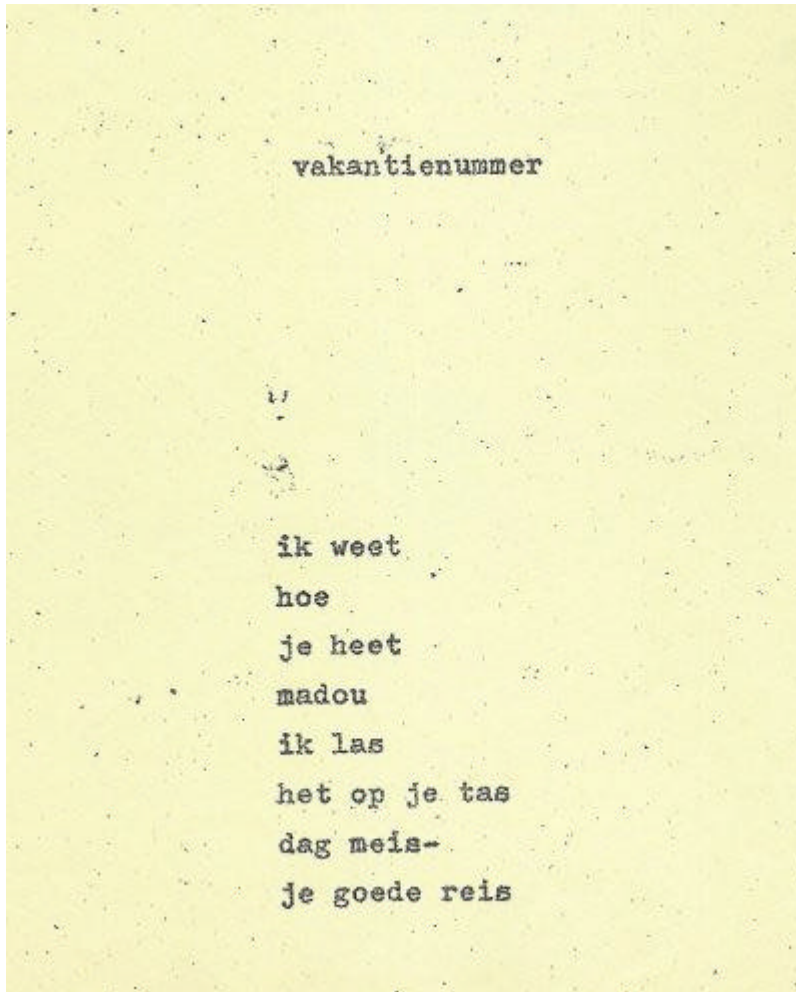 vakantienummer
ik weet
hoe
je heet
madou
ik las
het op je tas
dag meis-
je goede reis